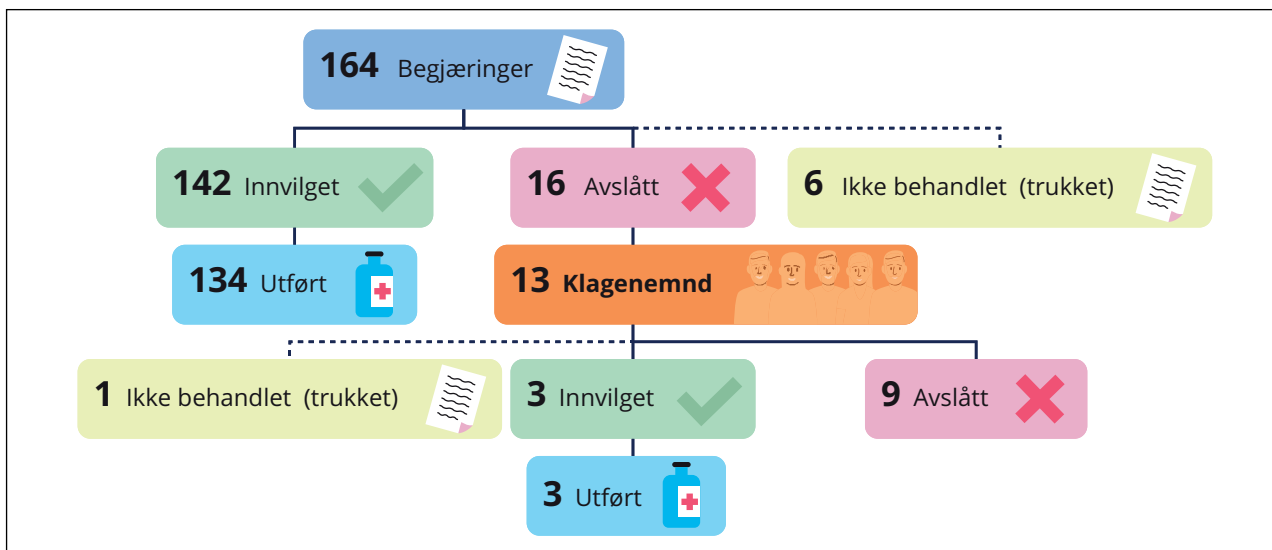 164 Begjæringer
142 Innvilget
16 Avslått
6 Ikke behandlet (trukket)
134 Utført
13 Klagenemnd
1 Ikke behandlet (trukket)
3 Innvilget
9 Avslått
3 Utført